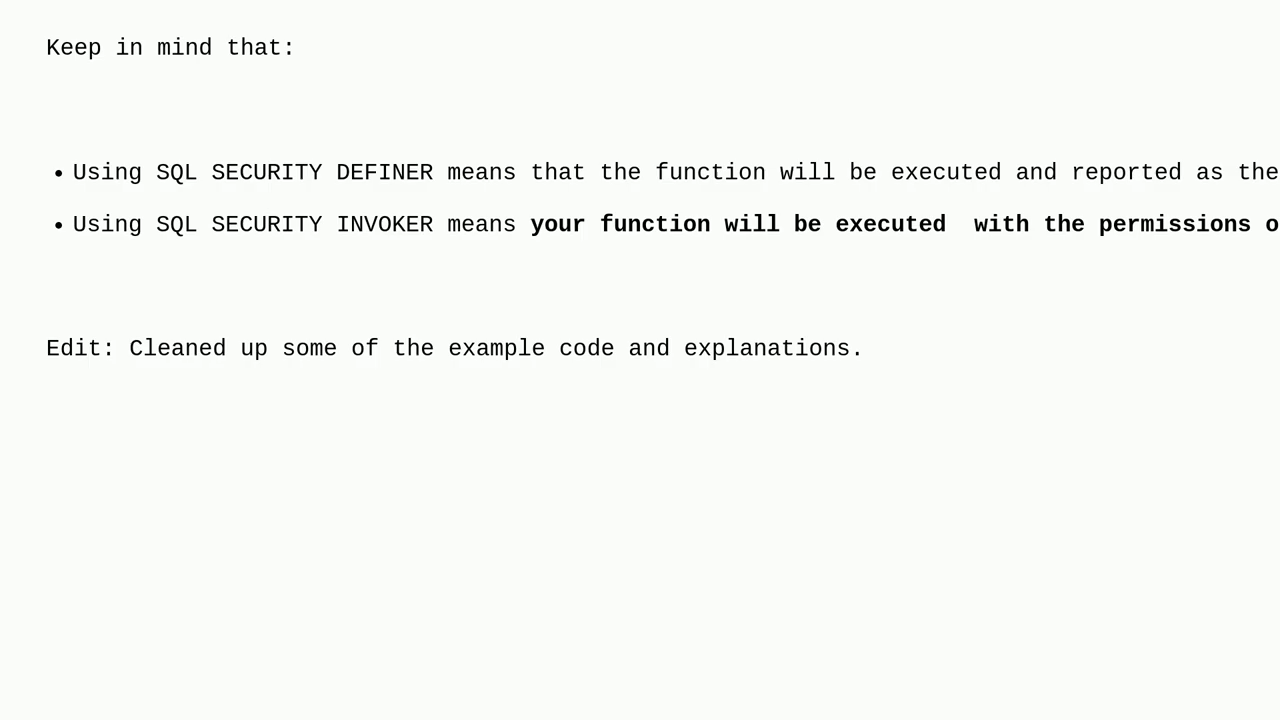 Keep in mind that:
• Using SQL SECURITY DEFINER means that the function will be executed and reported as the
• Using SQL SECURITY INVOKER means your function will be executed  with the permissions o
Edit: Cleaned up some of the example code and explanations.